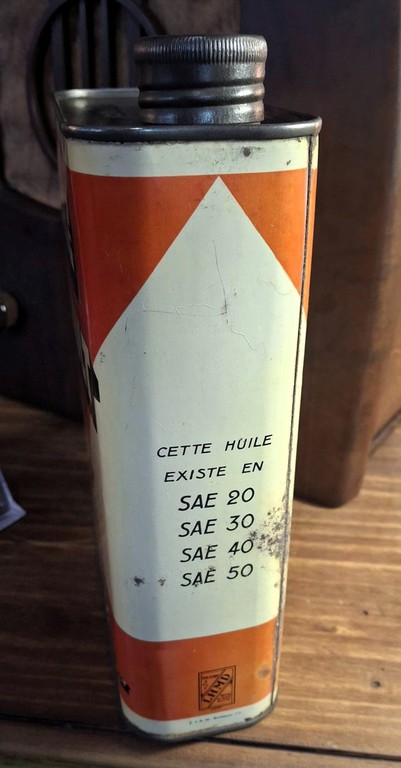 CETTE HUILE
EXISTE EN
SAE 20
SAE 30
SAE 40
SAE 50